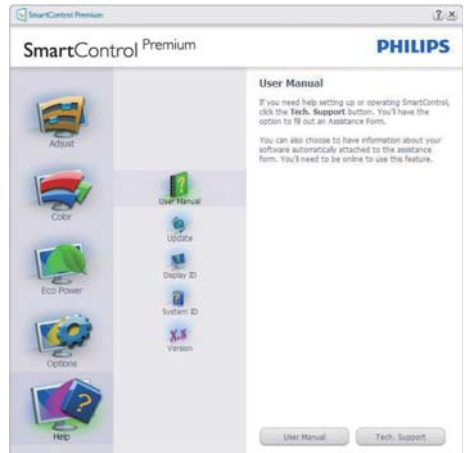 SmartControl Premium
SmartControl Premium
PHILIPS
Adjust
Color
Eco Power
Options
Help
User Manual
Update
Display ID
System ID
X.X
Version
User Manual
If you need help setting up or operating SmartControl,
click the Tech. Support button. You'll have the
option to fill out an Assistance Form.
You can also choose to have information about your
software automatically attached to the assistance
form. You'll need to be online to use this feature.
User Manual
Tech. Support